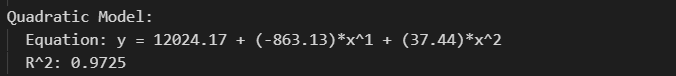 Quadratic Model:
Equation: y = 12024.17 + (-863.13)*x^1 + (37.44)*x^2
R^2: 0.9725